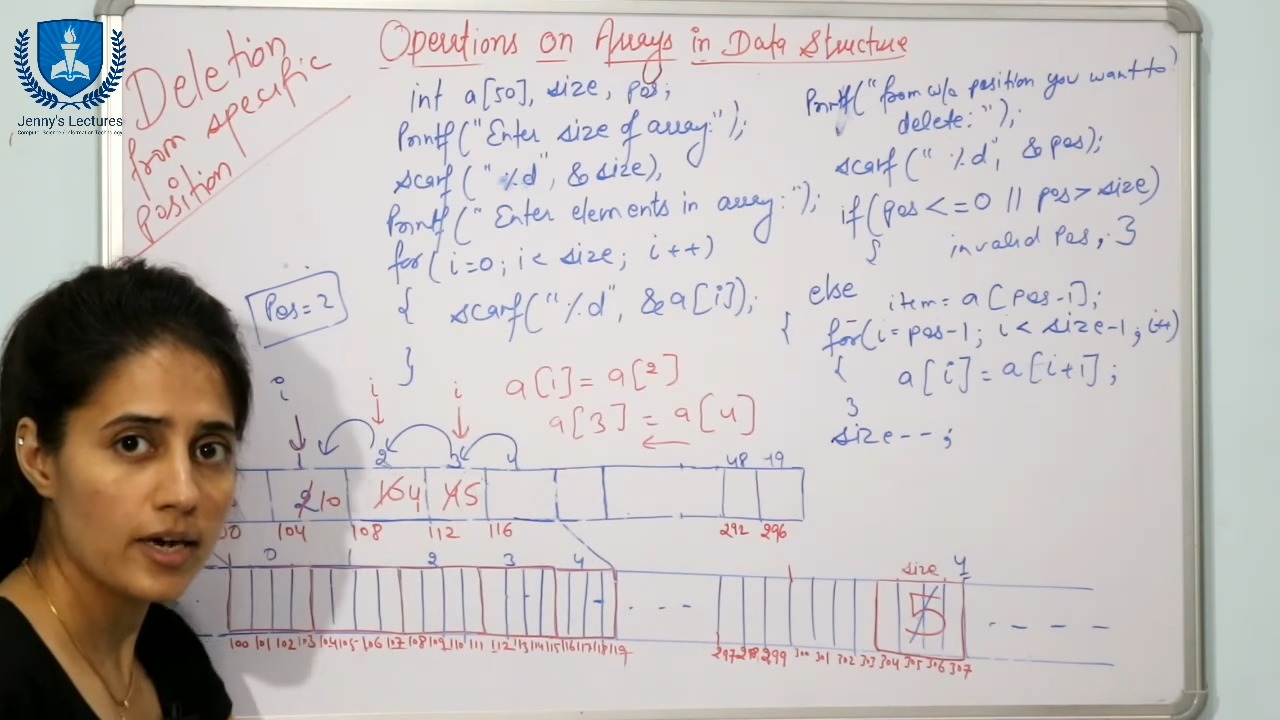 Jenny's Lectures
Computer Science / Information Technology
Deletion
from specific
position
Operations on Arrays in Data Structure
int a[50], size, pos;
Printf("Enter size of array:");
scanf("%d", &size),
Printf("Enter elements in array:");
for(i=0; i< size; i++)
{ scanf("%d", &a[i]);
}
Printf("from w/c position you want to
delete:");
scanf("%d", &pos);
if(pos<=0 || pos>size)
{ invalid pos, }
else
item=a[pos-1];
{ for(i=pos-1; i<size-1; i++)
{ a[i]=a[i+1];
}
size--;
Pos=2
a[1]=a[2]
a[3]=a[4]
i i i
1 2 3 4 48 49
2 10 10 4 4 5
00 104 108 112 116 292 296
0 2 3 4 size 4
5
100 101 102 103 104 105 106 107 108 109 110 111 112 113 114 115 116 117 118 119 297 298 299 300 301 302 303 304 305 306 307